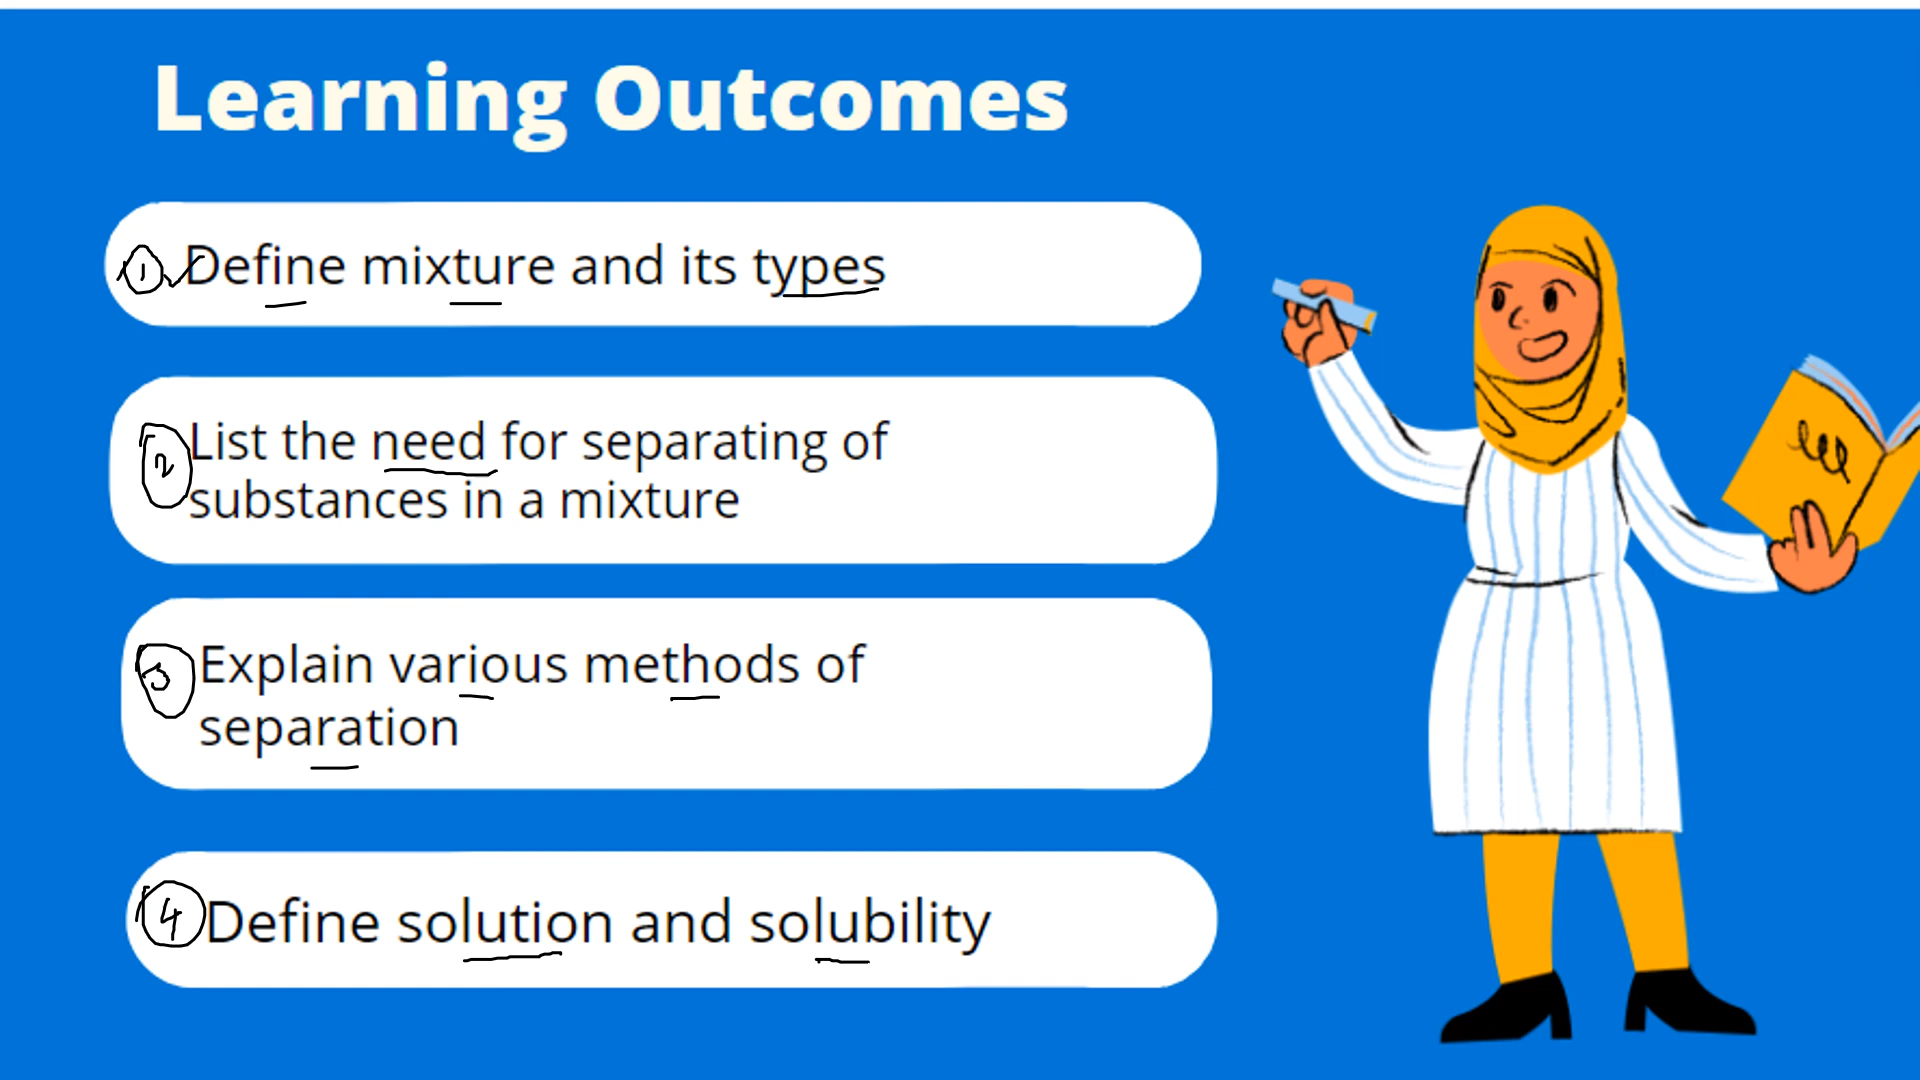 Learning Outcomes
1 Define mixture and its types
2 List the need for separating of
substances in a mixture
3 Explain various methods of
separation
4 Define solution and solubility